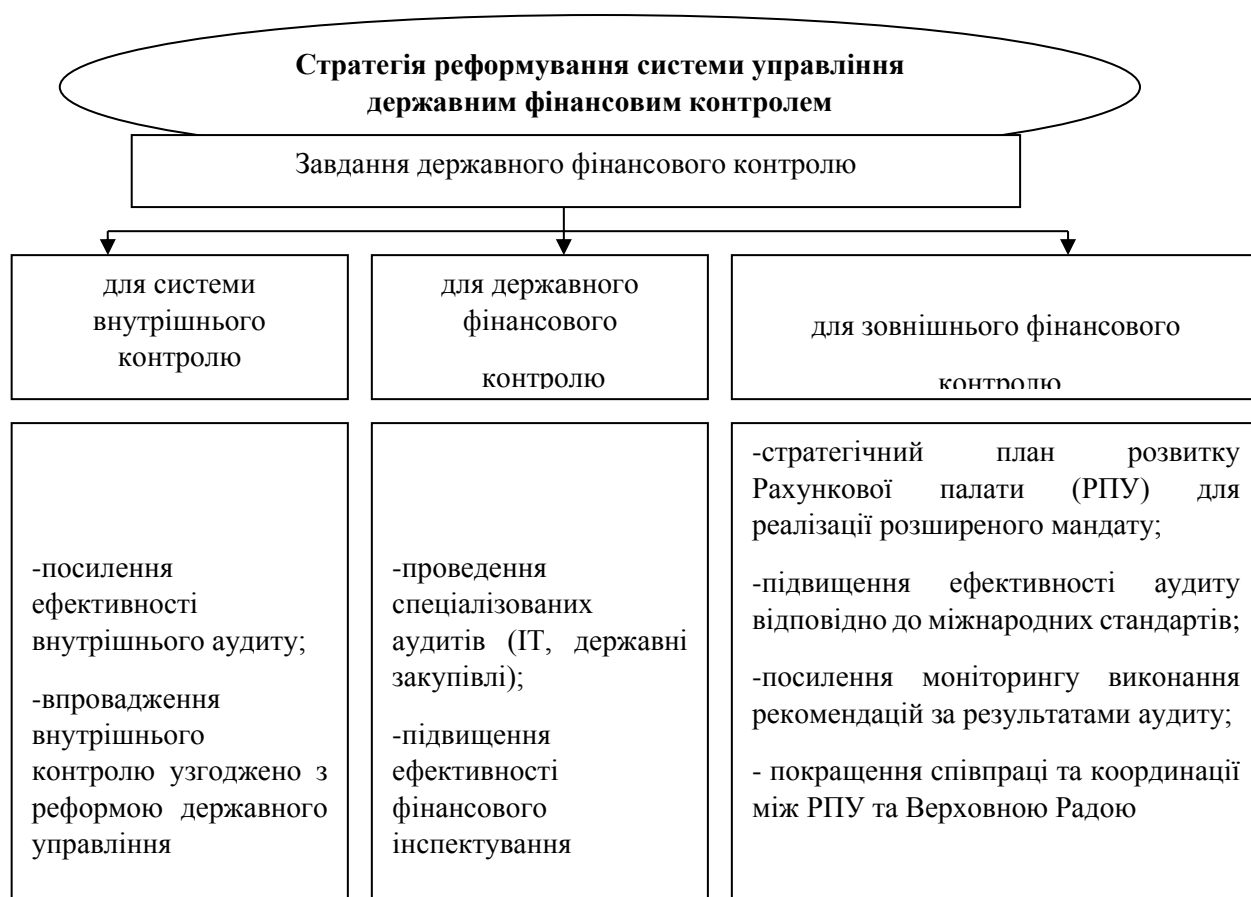 Стратегія реформування системи управління
державним фінансовим контролем
Завдання державного фінансового контролю
для системи
внутрішнього
контролю
для державного
фінансового
контролю
для зовнішнього фінансового
контролю
-посилення
ефективності
внутрішнього аудиту;
-впровадження
внутрішнього
контролю узгоджено з
реформою державного
управління
-проведення
спеціалізованих
аудитів (ІТ, державні
закупівлі);
-підвищення
ефективності
фінансового
інспектування
-стратегічний план розвитку
Рахункової палати (РПУ) для
реалізації розширеного мандату;
-підвищення ефективності аудиту
відповідно до міжнародних стандартів;
-посилення моніторингу виконання
рекомендацій за результатами аудиту;
- покращення співпраці та координації
між РПУ та Верховною Радою